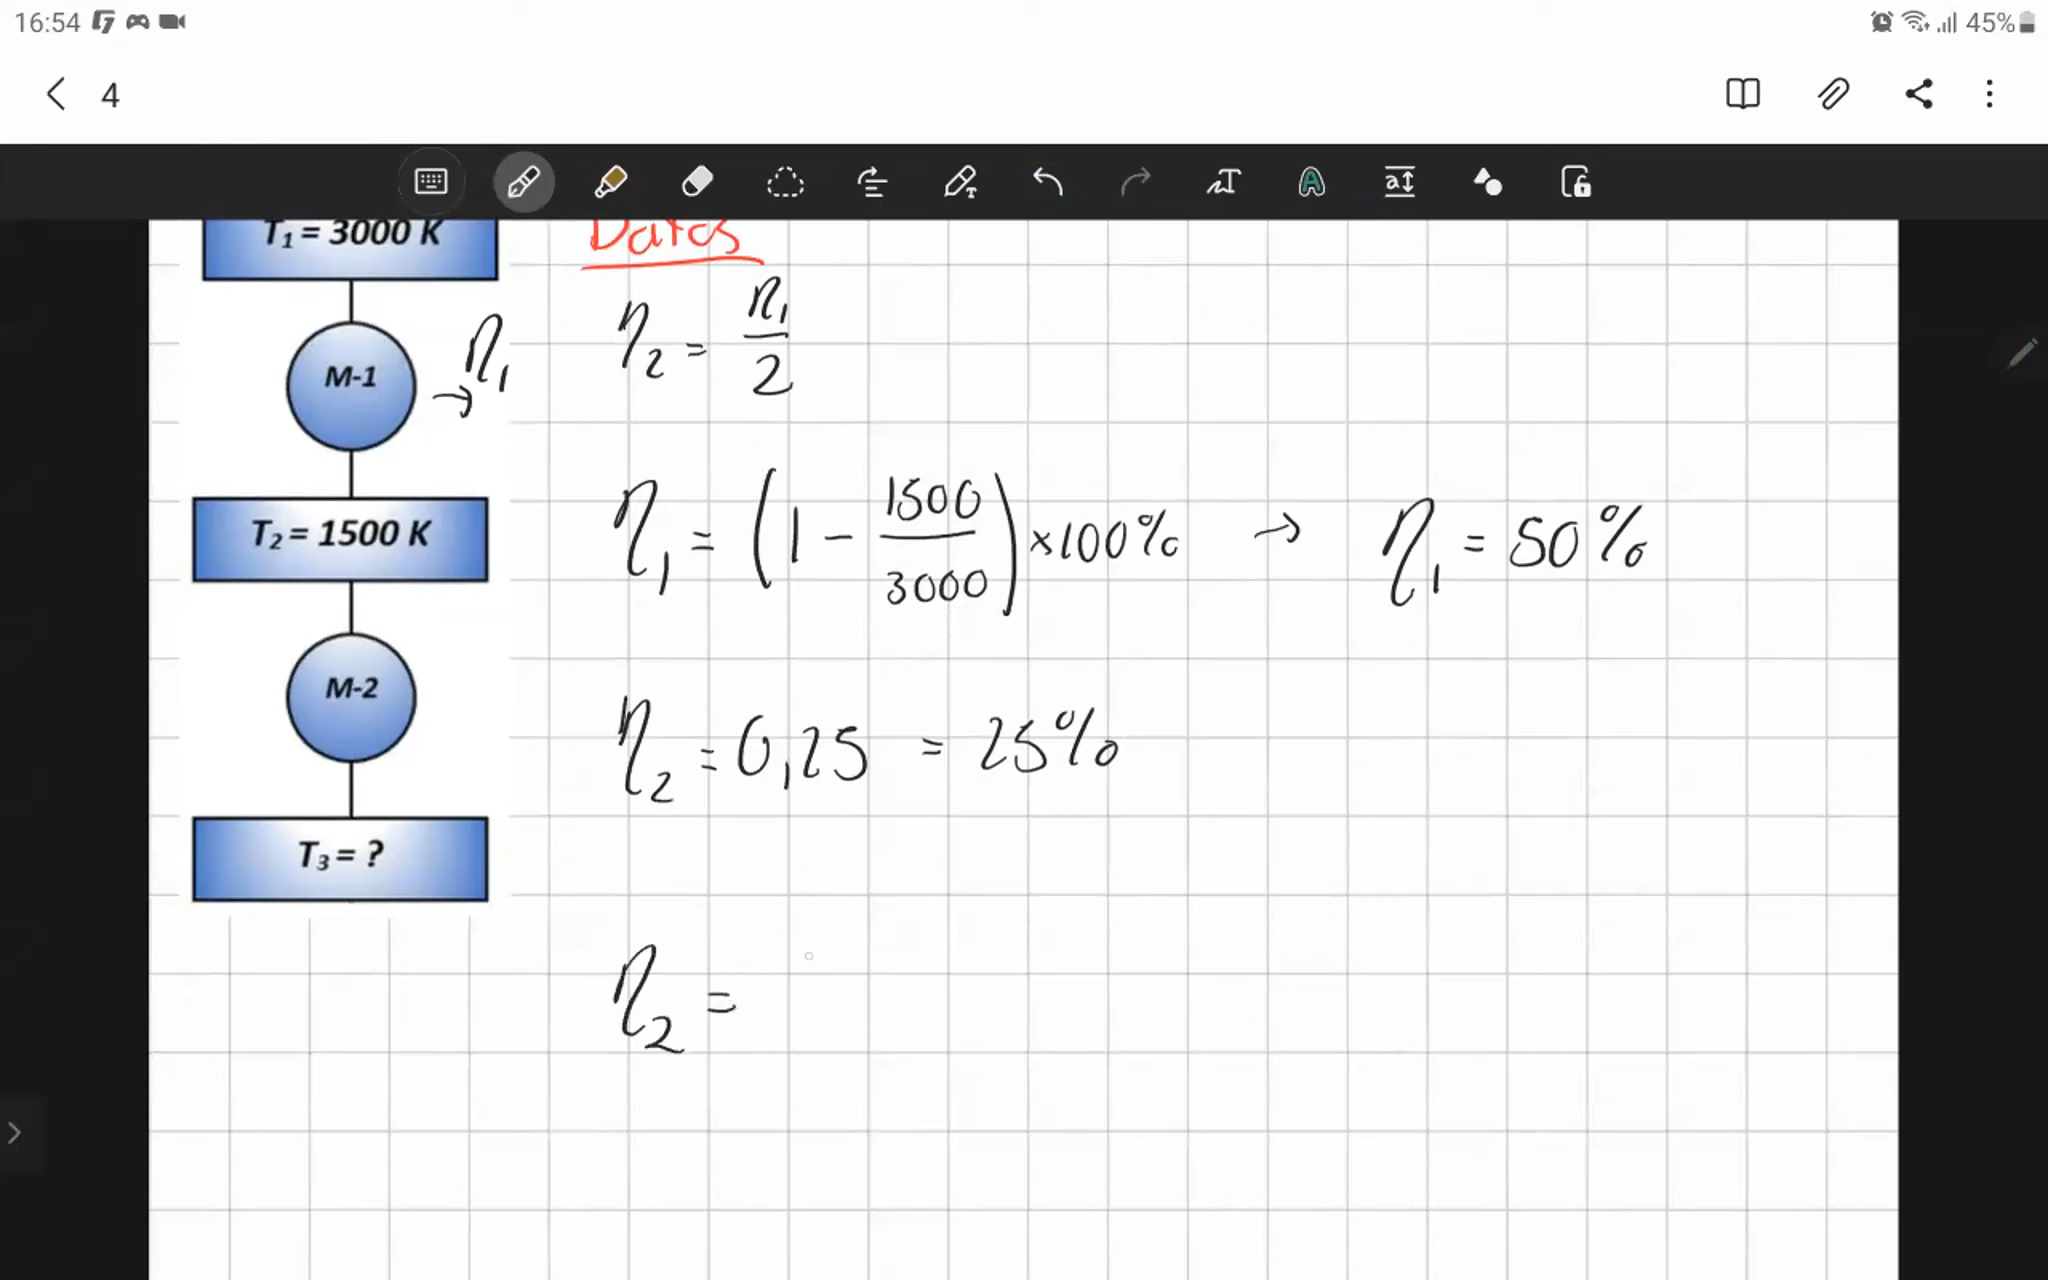 16:54 45%
4
T₁ = 3000 K
Datos
η₂ = η₁/2
M-1 → η₁
T₂ = 1500 K
η₁ = (1 - 1500/3000) ×100% → η₁ = 50%
M-2
η₂ = 0,25 = 25%
T₃ = ?
η₂ =